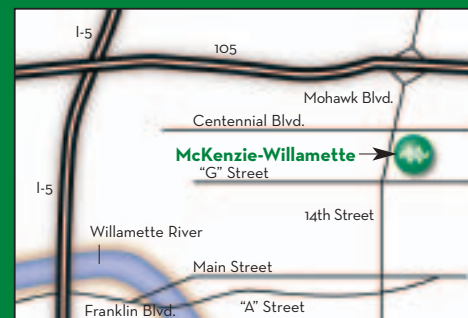 I-5
105
Mohawk Blvd.
Centennial Blvd.
McKenzie-Willamette
"G" Street
I-5
14th Street
Willamette River
Main Street
Franklin Blvd.
"A" Street